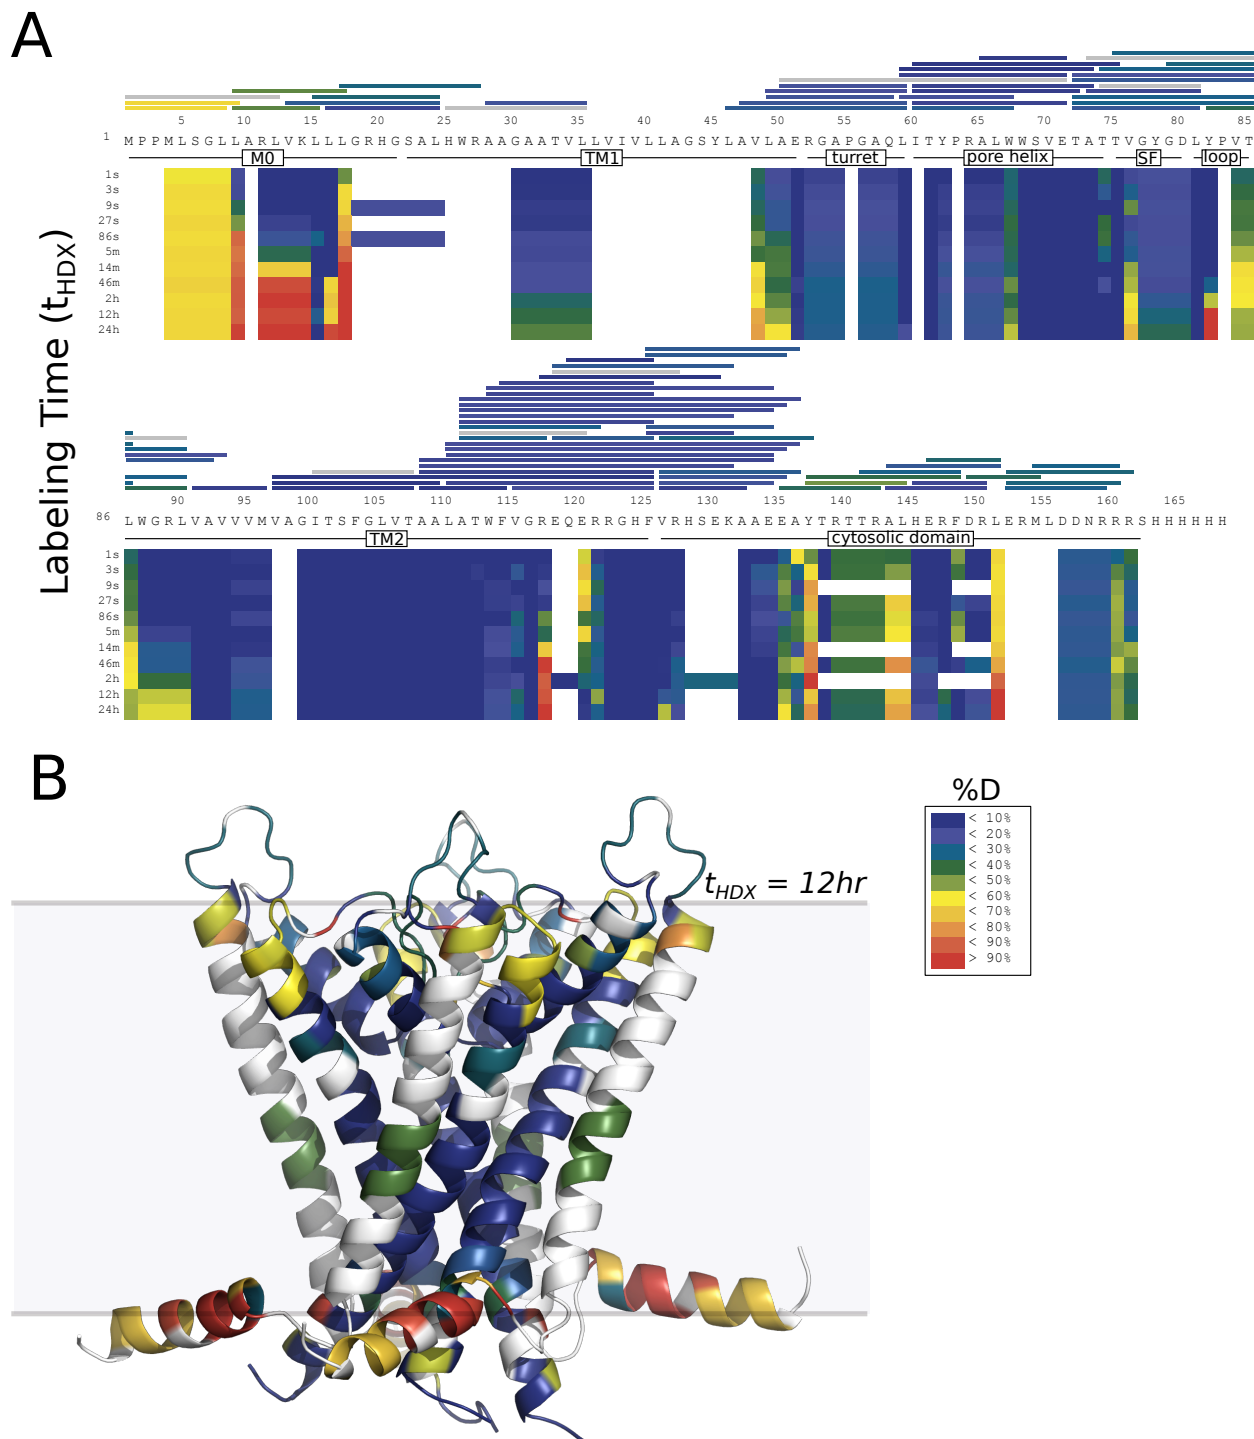 A
5 10 15 20 25 30 35 40 45 50 55 60 65 70 75 80 85
1 MPPMLSGLLARLVKLLLGRHGSALHWRAAGAATVLLVIVLLAGSYLAVLAERGAPGAQLITYPRALWWSVETATTVGYGDLYPVT
M0 TM1 turret pore helix SF loop
Labeling Time (tHDX)
1s
3s
9s
27s
86s
5m
14m
46m
2h
12h
24h
90 95 100 105 110 115 120 125 130 135 140 145 150 155 160 165
86 LWGRLVAVVVMVAGITSFGLVTAALATWFVGREQERRGHFVRHSEKAAEEAYTRTTRALHERFDRLERMLDDNRRRSHHHHHH
TM2 cytosolic domain
1s
3s
9s
27s
86s
5m
14m
46m
2h
12h
24h
B
tHDX = 12hr
%D
< 10%
< 20%
< 30%
< 40%
< 50%
< 60%
< 70%
< 80%
< 90%
> 90%